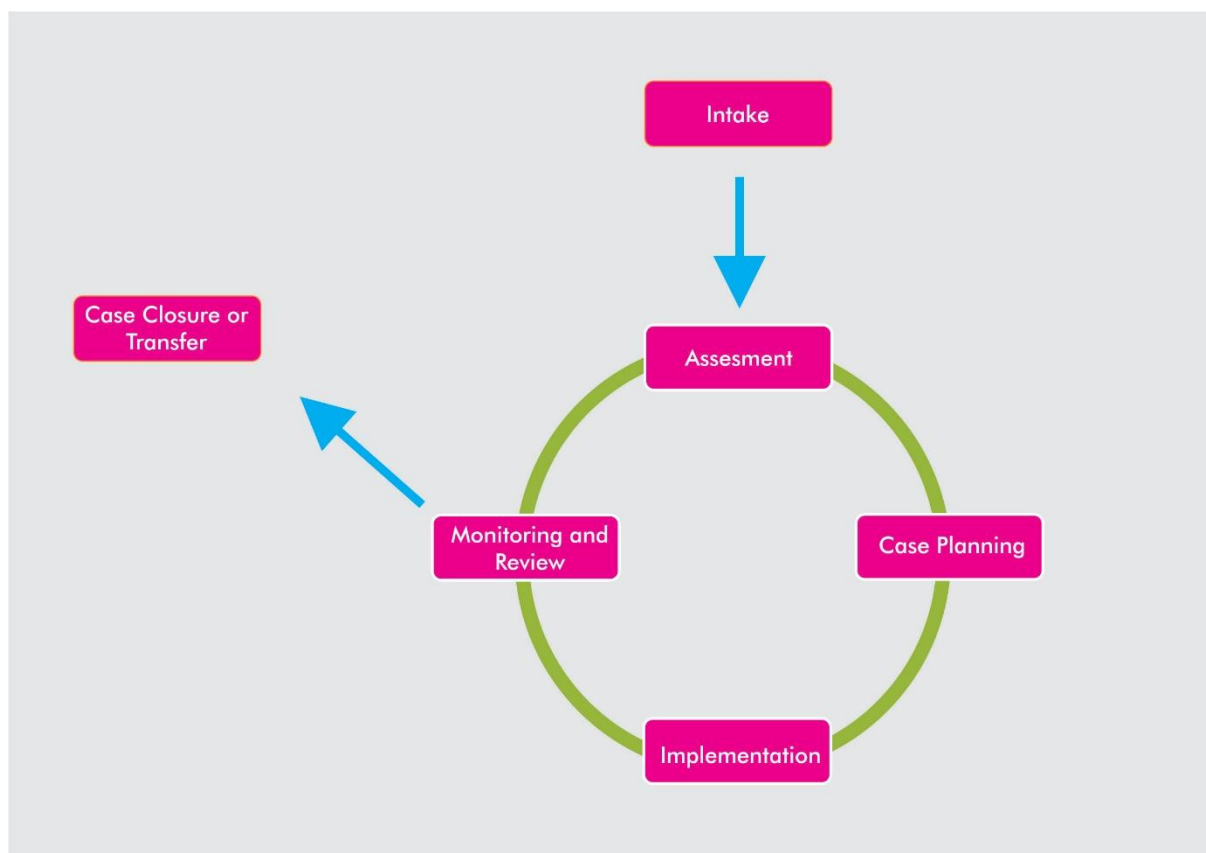 Intake
Case Closure or
Transfer
Assesment
Monitoring and
Review
Case Planning
Implementation